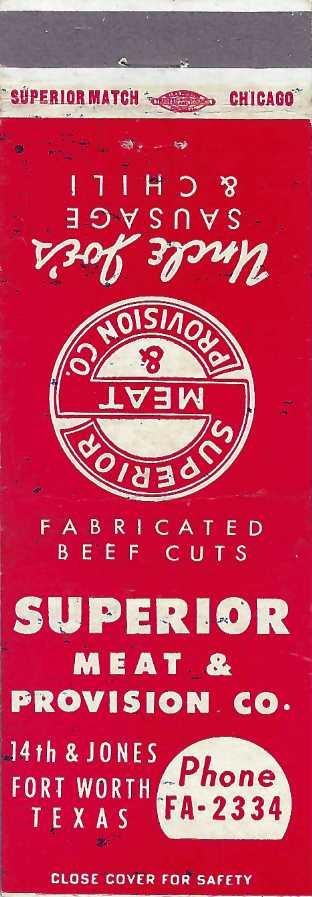 SUPERIOR MATCH CHICAGO
Uncle Joe's
SAUSAGE
& CHILI
SUPERIOR
MEAT
&
PROVISION CO.
FABRICATED
BEEF CUTS
SUPERIOR
MEAT &
PROVISION CO.
14th & JONES
FORT WORTH
TEXAS
Phone
FA-2334
CLOSE COVER FOR SAFETY